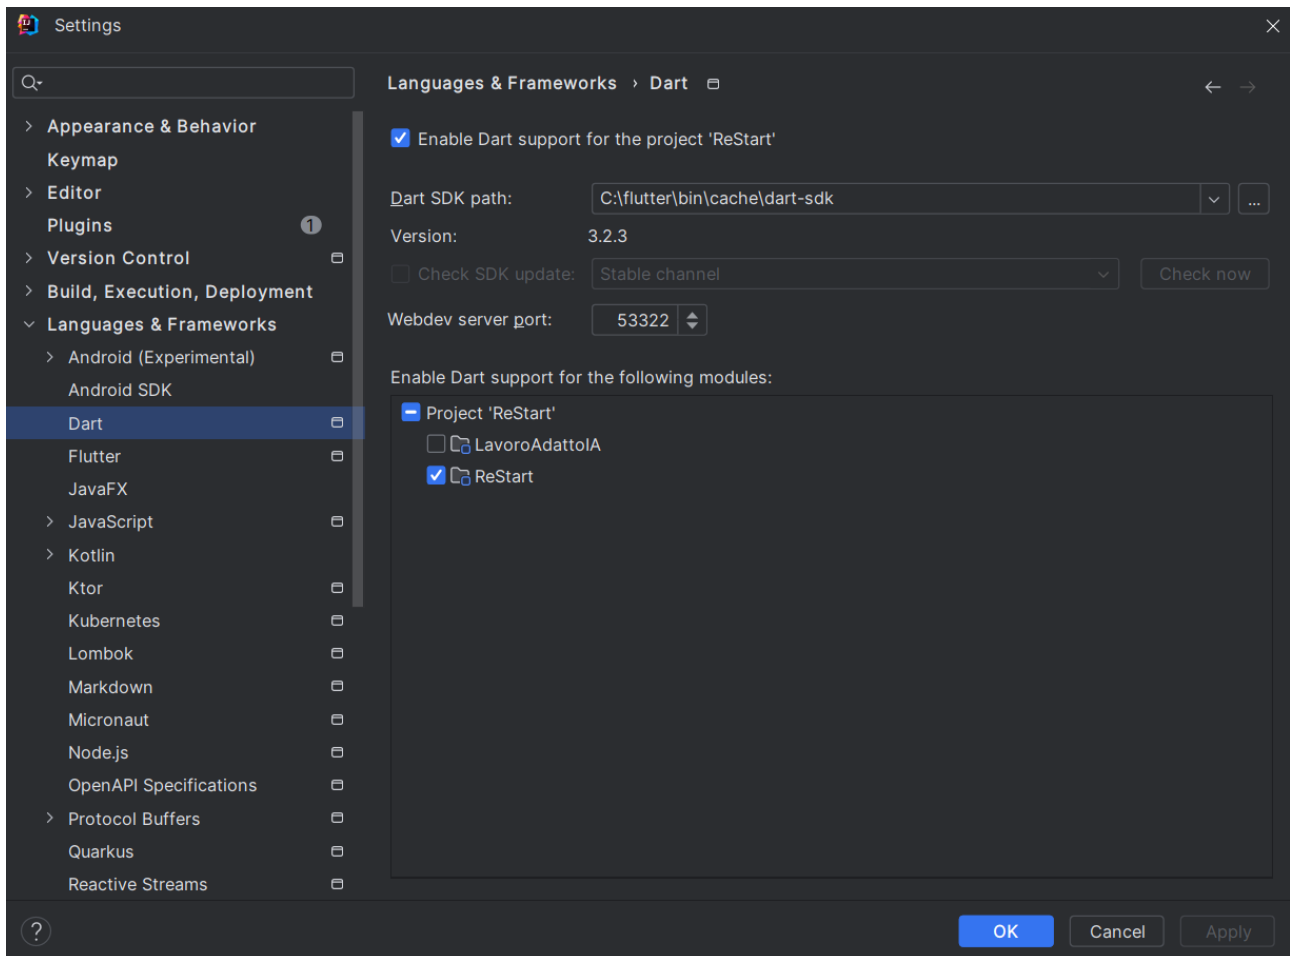 Settings
Appearance & Behavior
Keymap
Editor
Plugins 1
Version Control
Build, Execution, Deployment
Languages & Frameworks
Android (Experimental)
Android SDK
Dart
Flutter
JavaFX
JavaScript
Kotlin
Ktor
Kubernetes
Lombok
Markdown
Micronaut
Node.js
OpenAPI Specifications
Protocol Buffers
Quarkus
Reactive Streams
Languages & Frameworks › Dart
Enable Dart support for the project 'ReStart'
Dart SDK path: C:\flutter\bin\cache\dart-sdk ...
Version: 3.2.3
Check SDK update: Stable channel Check now
Webdev server port: 53322
Enable Dart support for the following modules:
Project 'ReStart'
LavoroAdattoIA
ReStart
? OK Cancel Apply